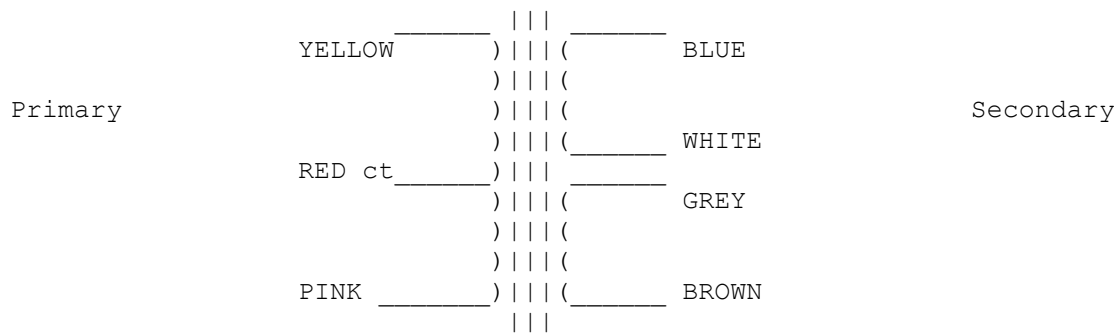 YELLOW BLUE
Primary Secondary
WHITE
RED ct
GREY
PINK BROWN